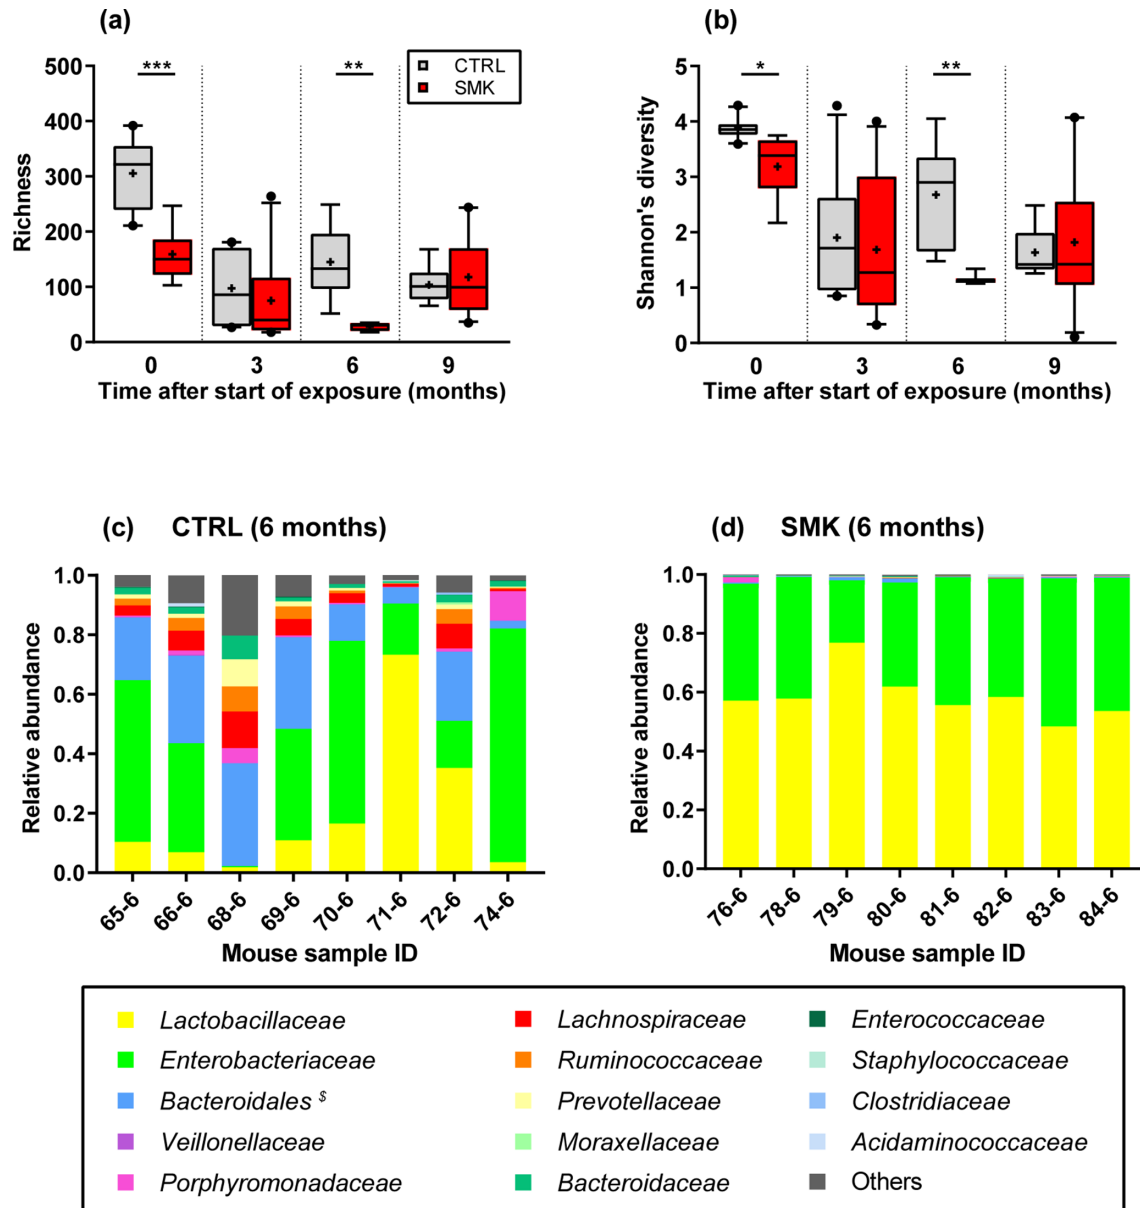 (a)
500
400
300
200
100
0
Richness
***
**
CTRL
SMK
0 3 6 9
Time after start of exposure (months)
(b)
5
4
3
2
1
0
Shannon's diversity
*
**
0 3 6 9
Time after start of exposure (months)
(c) CTRL (6 months)
1.0
0.8
0.6
0.4
0.2
0.0
Relative abundance
65-6 66-6 68-6 69-6 70-6 71-6 72-6 74-6
Mouse sample ID
(d) SMK (6 months)
1.0
0.8
0.6
0.4
0.2
0.0
Relative abundance
76-6 78-6 79-6 80-6 81-6 82-6 83-6 84-6
Mouse sample ID
Lactobacillaceae
Enterobacteriaceae
Bacteroidales $
Veillonellaceae
Porphyromonadaceae
Lachnospiraceae
Ruminococcaceae
Prevotellaceae
Moraxellaceae
Bacteroidaceae
Enterococcaceae
Staphylococcaceae
Clostridiaceae
Acidaminococcaceae
Others